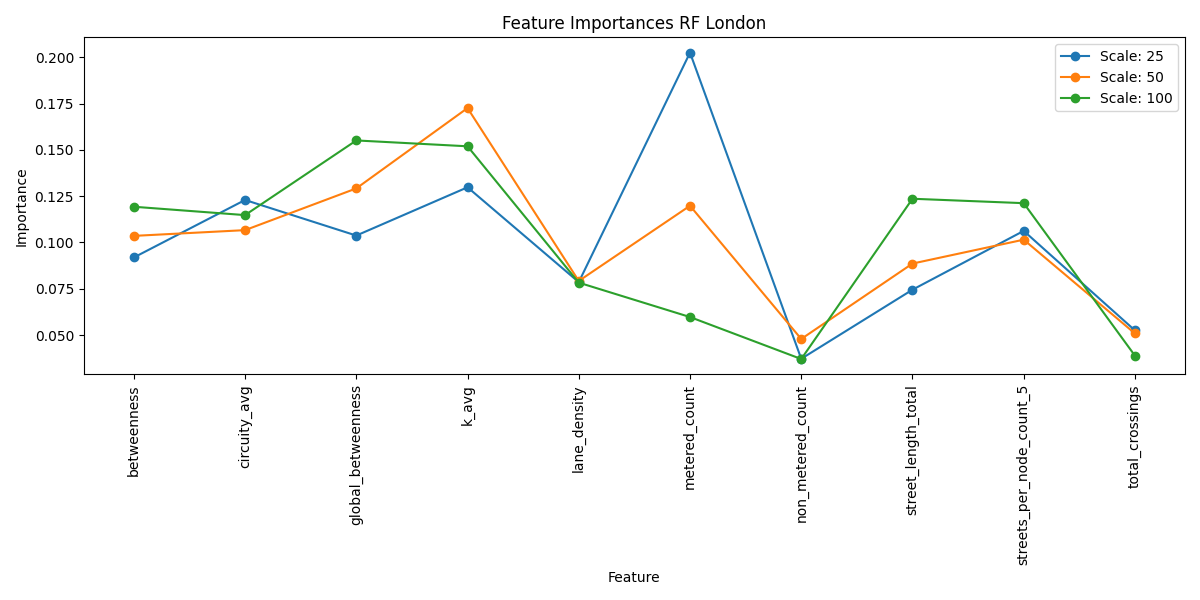 Feature Importances RF London
Scale: 25
Scale: 50
Scale: 100
Importance
0.200
0.175
0.150
0.125
0.100
0.075
0.050
betweenness
circuity_avg
global_betweenness
k_avg
lane_density
metered_count
non_metered_count
street_length_total
streets_per_node_count_5
total_crossings
Feature